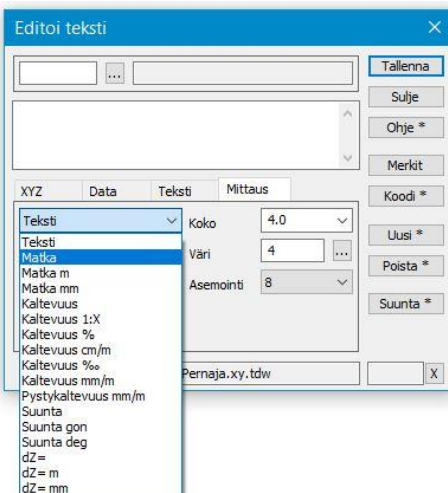 Editoi teksti
Tallenna
...
Sulje
Ohje *
Merkit
XYZ Data Teksti Mittaus
Koodi *
Teksti Koko 4.0
Uusi *
Teksti
Matka Väri 4 ...
Poista *
Matka m
Matka mm Asemointi 8
Kaltevuus
Suunta *
Kaltevuus 1:X
Kaltevuus %
Kaltevuus cm/m
Kaltevuus ‰
Pernaja.xy.tdw X
Kaltevuus mm/m
Pystykaltevuus mm/m
Suunta
Suunta gon
Suunta deg
dZ=
dZ= m
dZ= mm